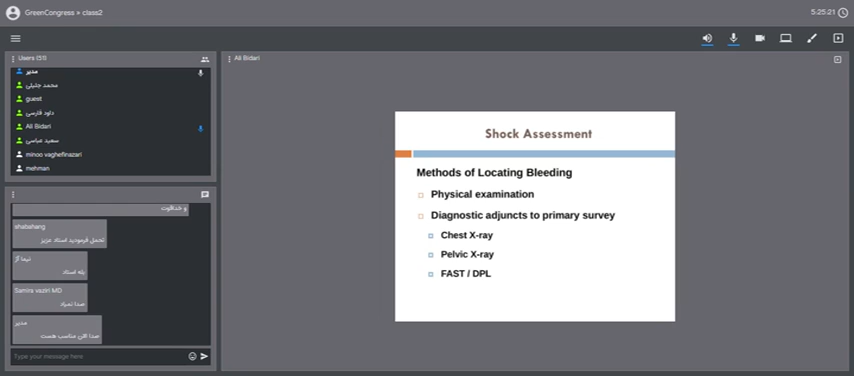 GreenCongress » class2
5:25:21
Users (51)
مدیر
محمد جلیلی
guest
داود فارسی
Ali Bidari
سعید عباسی
minoo vaghefinazari
mehman
و خداقوت
shabahang
تحمل فرمودید استاد عزیز
نیما آژ
بله استاد
Samira vaziri MD
صدا نمیاد
مدیر
صدا الان مناسب هست
Type your message here
Ali Bidari
Shock Assessment
Methods of Locating Bleeding
Physical examination
Diagnostic adjuncts to primary survey
Chest X-ray
Pelvic X-ray
FAST / DPL